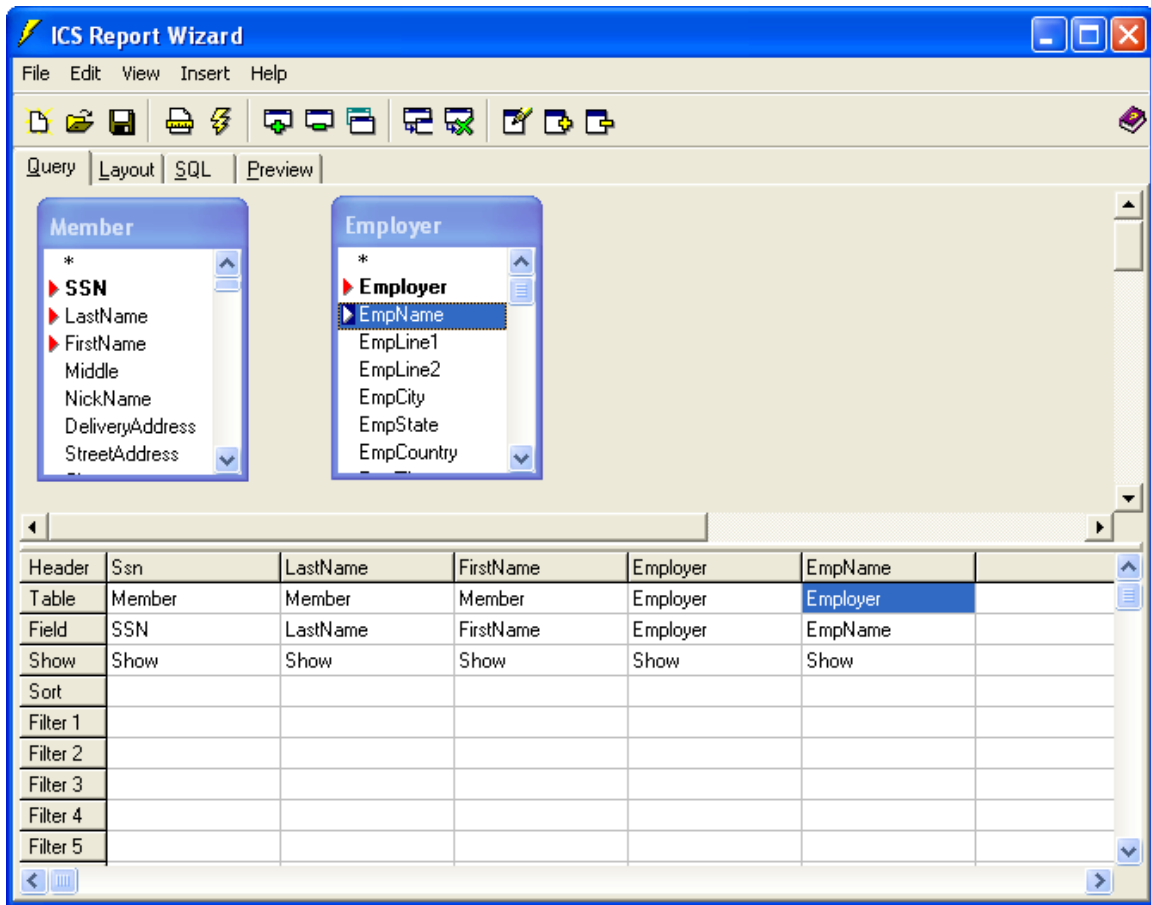 ICS Report Wizard
File Edit View Insert Help
Query Layout SQL Preview
Member
*
SSN
LastName
FirstName
Middle
NickName
DeliveryAddress
StreetAddress
Employer
*
Employer
EmpName
EmpLine1
EmpLine2
EmpCity
EmpState
EmpCountry
Header Ssn LastName FirstName Employer EmpName
Table Member Member Member Employer Employer
Field SSN LastName FirstName Employer EmpName
Show Show Show Show Show Show
Sort
Filter 1
Filter 2
Filter 3
Filter 4
Filter 5